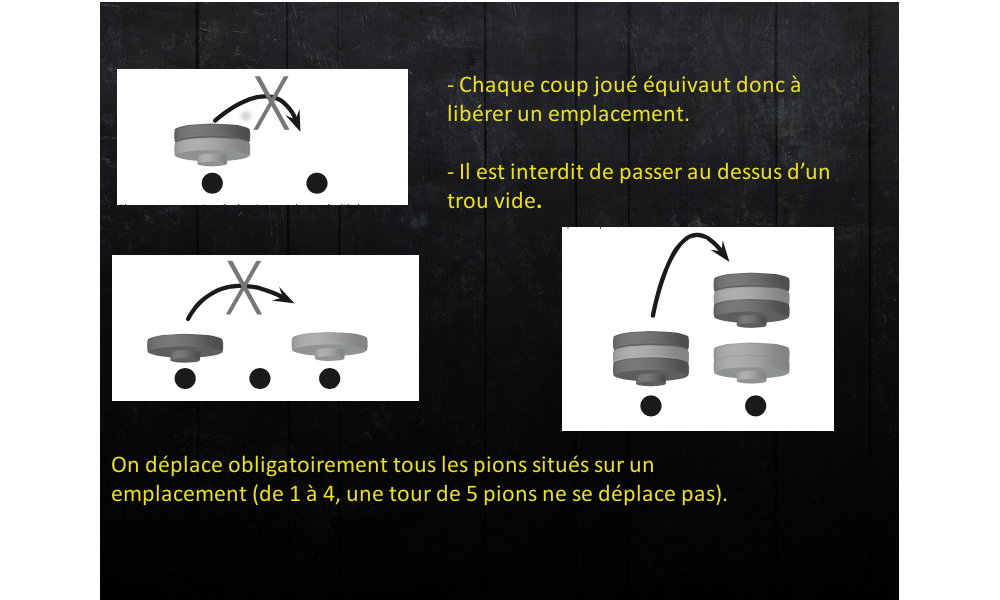 - Chaque coup joué équivaut donc à
libérer un emplacement.
- Il est interdit de passer au dessus d’un
trou vide.
On déplace obligatoirement tous les pions situés sur un
emplacement (de 1 à 4, une tour de 5 pions ne se déplace pas).